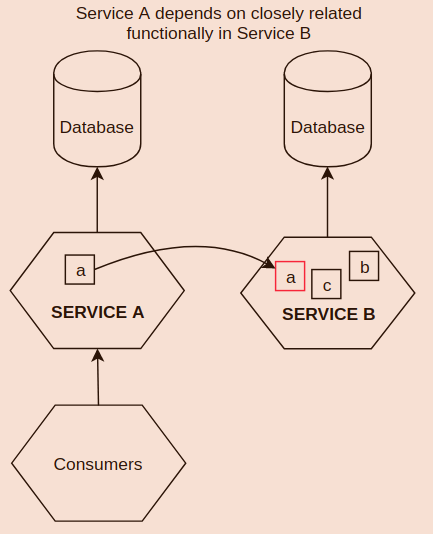 Service A depends on closely related
functionally in Service B
Database
Database
a
a
b
c
SERVICE A
SERVICE B
Consumers